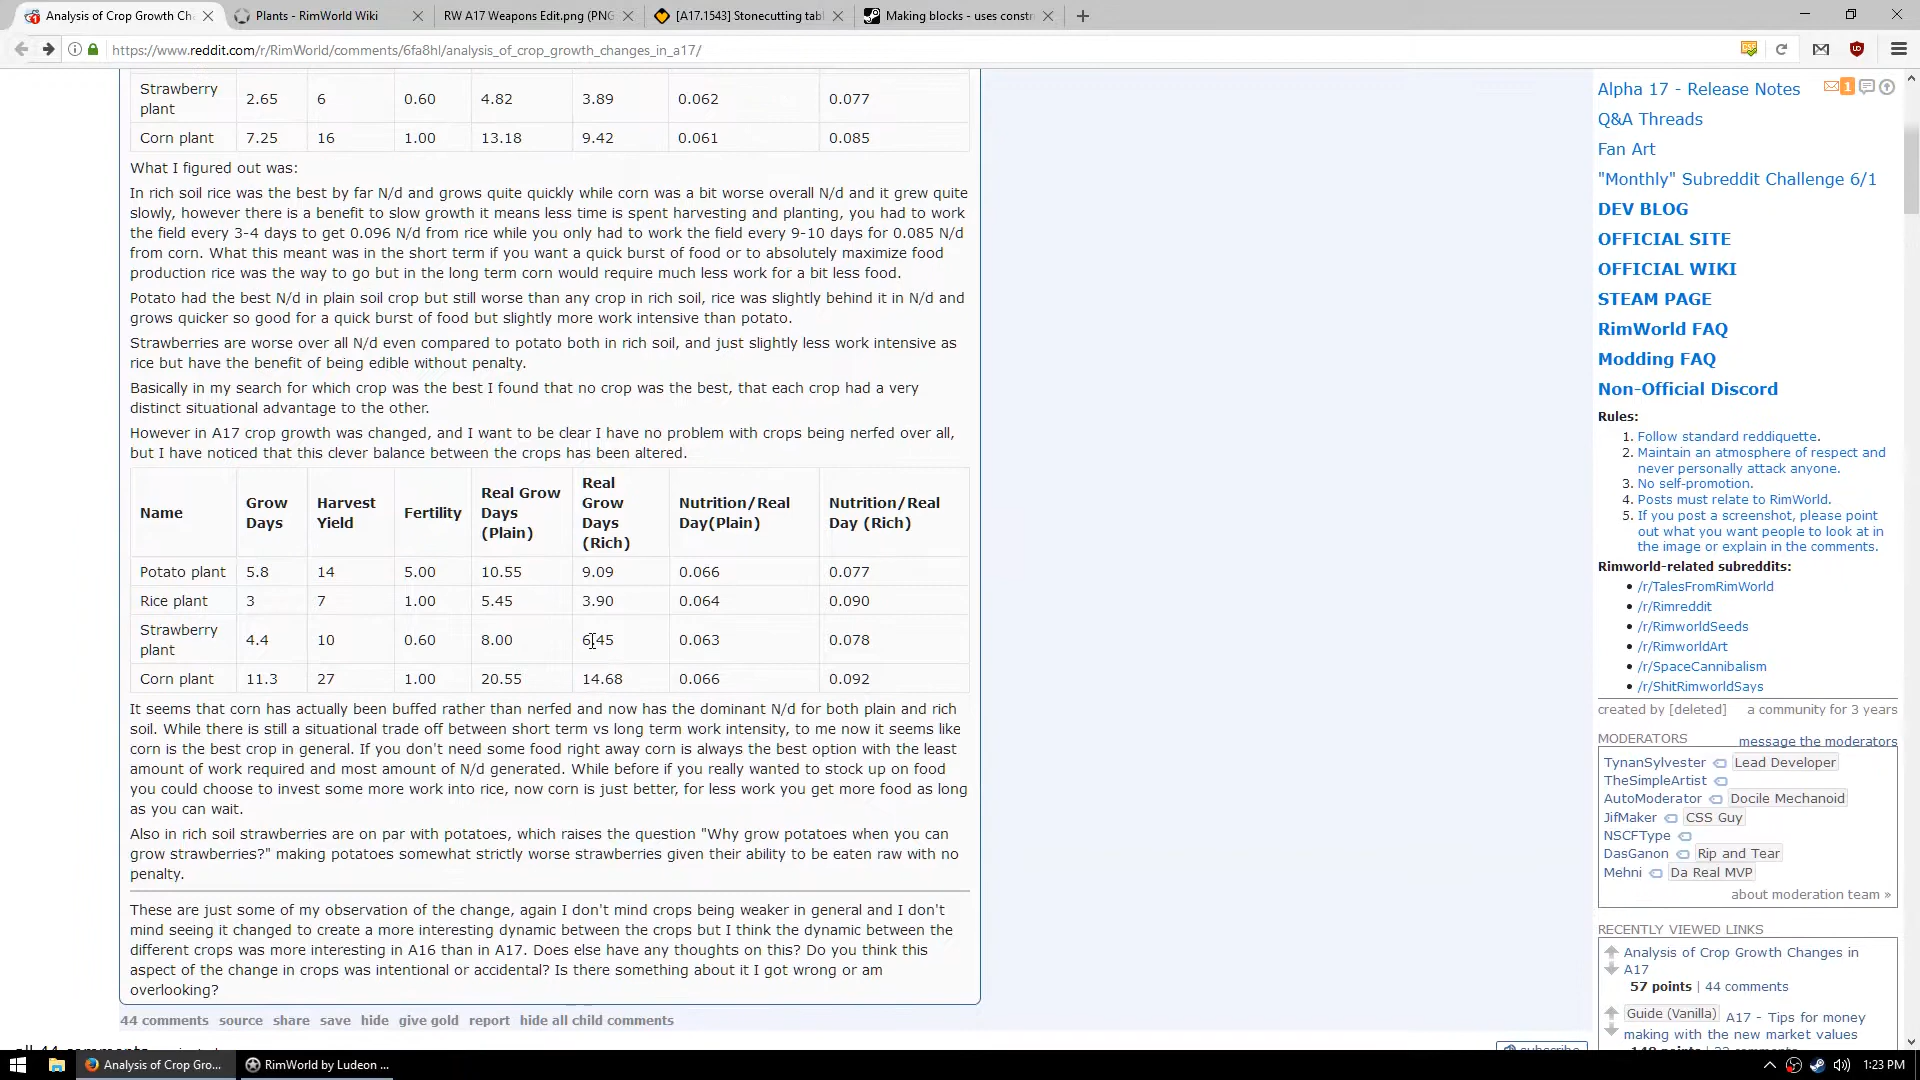 Analysis of Crop Growth Ch
Plants - RimWorld Wiki
RW A17 Weapons Edit.png (PNG
[A17.1543] Stonecutting tabl
Making blocks - uses constr
https://www.reddit.com/r/RimWorld/comments/6fa8hl/analysis_of_crop_growth_changes_in_a17/
Strawberry
plant
2.65 6 0.60 4.82 3.89 0.062 0.077
Corn plant 7.25 16 1.00 13.18 9.42 0.061 0.085
What I figured out was:
In rich soil rice was the best by far N/d and grows quite quickly while corn was a bit worse overall N/d and it grew quite
slowly, however there is a benefit to slow growth it means less time is spent harvesting and planting, you had to work
the field every 3-4 days to get 0.096 N/d from rice while you only had to work the field every 9-10 days for 0.085 N/d
from corn. What this meant was in the short term if you want a quick burst of food or to absolutely maximize food
production rice was the way to go but in the long term corn would require much less work for a bit less food.
Potato had the best N/d in plain soil crop but still worse than any crop in rich soil, rice was slightly behind it in N/d and
grows quicker so good for a quick burst of food but slightly more work intensive than potato.
Strawberries are worse over all N/d even compared to potato both in rich soil, and just slightly less work intensive as
rice but have the benefit of being edible without penalty.
Basically in my search for which crop was the best I found that no crop was the best, that each crop had a very
distinct situational advantage to the other.
However in A17 crop growth was changed, and I want to be clear I have no problem with crops being nerfed over all,
but I have noticed that this clever balance between the crops has been altered.
Name
Grow
Days
Harvest
Yield
Fertility
Real Grow
Days
(Plain)
Real
Grow
Days
(Rich)
Nutrition/Real
Day(Plain)
Nutrition/Real
Day (Rich)
Potato plant 5.8 14 5.00 10.55 9.09 0.066 0.077
Rice plant 3 7 1.00 5.45 3.90 0.064 0.090
Strawberry
plant
4.4 10 0.60 8.00 6.45 0.063 0.078
Corn plant 11.3 27 1.00 20.55 14.68 0.066 0.092
It seems that corn has actually been buffed rather than nerfed and now has the dominant N/d for both plain and rich
soil. While there is still a situational trade off between short term vs long term work intensity, to me now it seems like
corn is the best crop in general. If you don't need some food right away corn is always the best option with the least
amount of work required and most amount of N/d generated. While before if you really wanted to stock up on food
you could choose to invest some more work into rice, now corn is just better, for less work you get more food as long
as you can wait.
Also in rich soil strawberries are on par with potatoes, which raises the question "Why grow potatoes when you can
grow strawberries?" making potatoes somewhat strictly worse strawberries given their ability to be eaten raw with no
penalty.
These are just some of my observation of the change, again I don't mind crops being weaker in general and I don't
mind seeing it changed to create a more interesting dynamic between the crops but I think the dynamic between the
different crops was more interesting in A16 than in A17. Does else have any thoughts on this? Do you think this
aspect of the change in crops was intentional or accidental? Is there something about it I got wrong or am
overlooking?
44 comments source share save hide give gold report hide all child comments
all 44 comments
Alpha 17 - Release Notes
1
Q&A Threads
Fan Art
"Monthly" Subreddit Challenge 6/1
DEV BLOG
OFFICIAL SITE
OFFICIAL WIKI
STEAM PAGE
RimWorld FAQ
Modding FAQ
Non-Official Discord
Rules:
1. Follow standard reddiquette.
2. Maintain an atmosphere of respect and
never personally attack anyone.
3. No self-promotion.
4. Posts must relate to RimWorld.
5. If you post a screenshot, please point
out what you want people to look at in
the image or explain in the comments.
Rimworld-related subreddits:
• /r/TalesFromRimWorld
• /r/Rimreddit
• /r/RimworldSeeds
• /r/RimworldArt
• /r/SpaceCannibalism
• /r/ShitRimworldSays
created by [deleted] a community for 3 years
MODERATORS message the moderators
TynanSylvester Lead Developer
TheSimpleArtist
AutoModerator Docile Mechanoid
JifMaker CSS Guy
NSCFType
DasGanon Rip and Tear
Mehni Da Real MVP
about moderation team »
RECENTLY VIEWED LINKS
Analysis of Crop Growth Changes in
A17
57 points | 44 comments
Guide (Vanilla) A17 - Tips for money
making with the new market values
subscribe
Analysis of Crop Gro...
RimWorld by Ludeon ...
1:23 PM